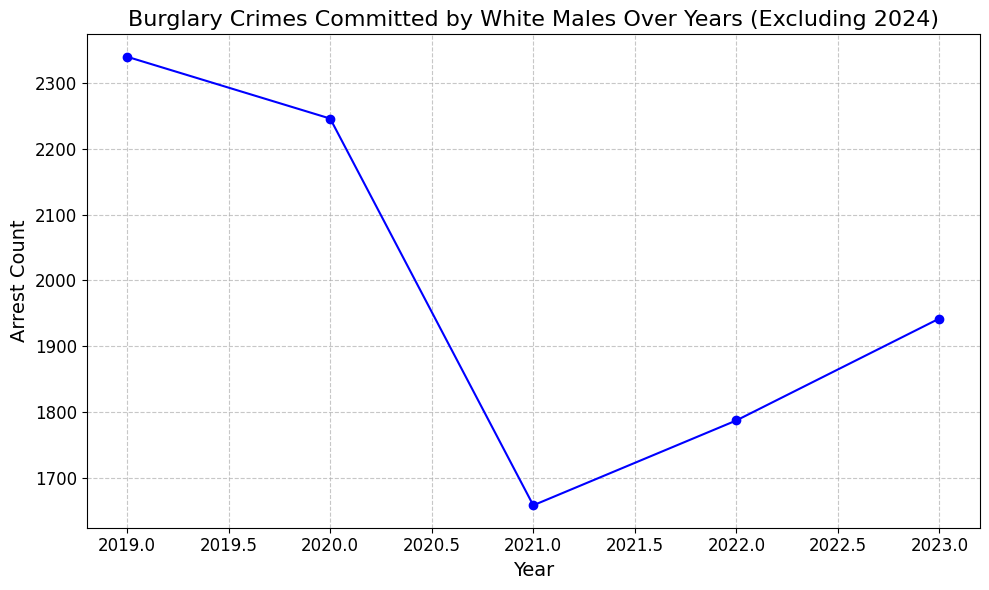 Burglary Crimes Committed by White Males Over Years (Excluding 2024)
2300
2200
2100
2000
1900
1800
1700
Arrest Count
2019.0 2019.5 2020.0 2020.5 2021.0 2021.5 2022.0 2022.5 2023.0
Year